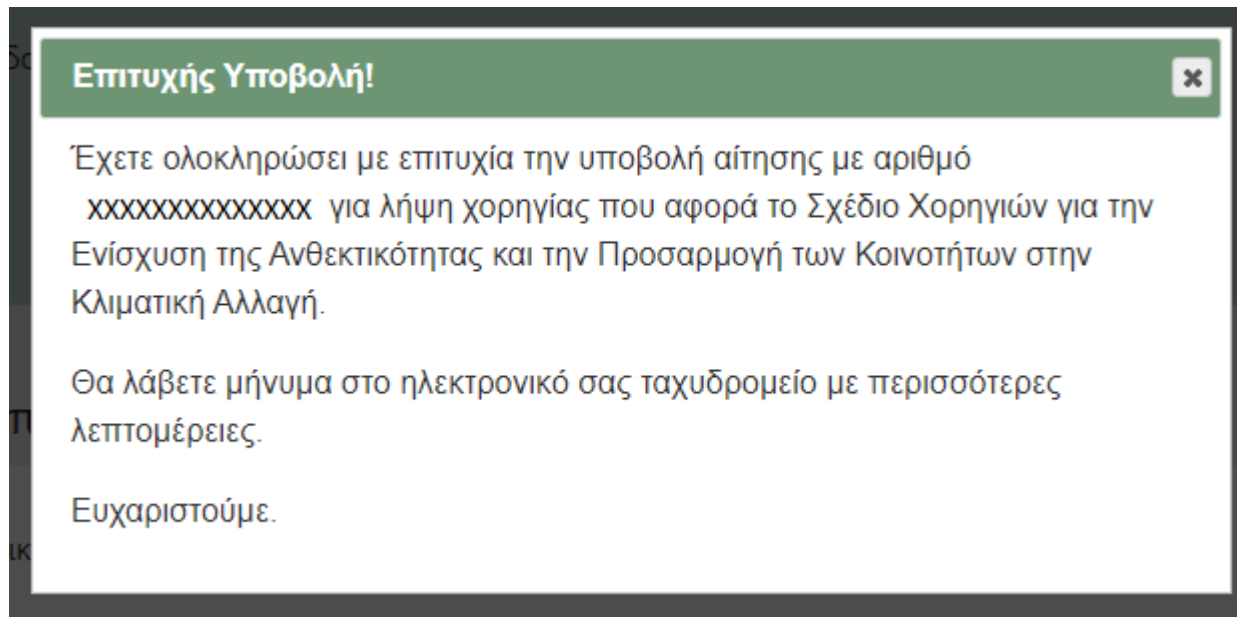 Επιτυχής Υποβολή!
Έχετε ολοκληρώσει με επιτυχία την υποβολή αίτησης με αριθμό
xxxxxxxxxxxxxx για λήψη χορηγίας που αφορά το Σχέδιο Χορηγιών για την
Ενίσχυση της Ανθεκτικότητας και την Προσαρμογή των Κοινοτήτων στην
Κλιματική Αλλαγή.
Θα λάβετε μήνυμα στο ηλεκτρονικό σας ταχυδρομείο με περισσότερες
λεπτομέρειες.
Ευχαριστούμε.